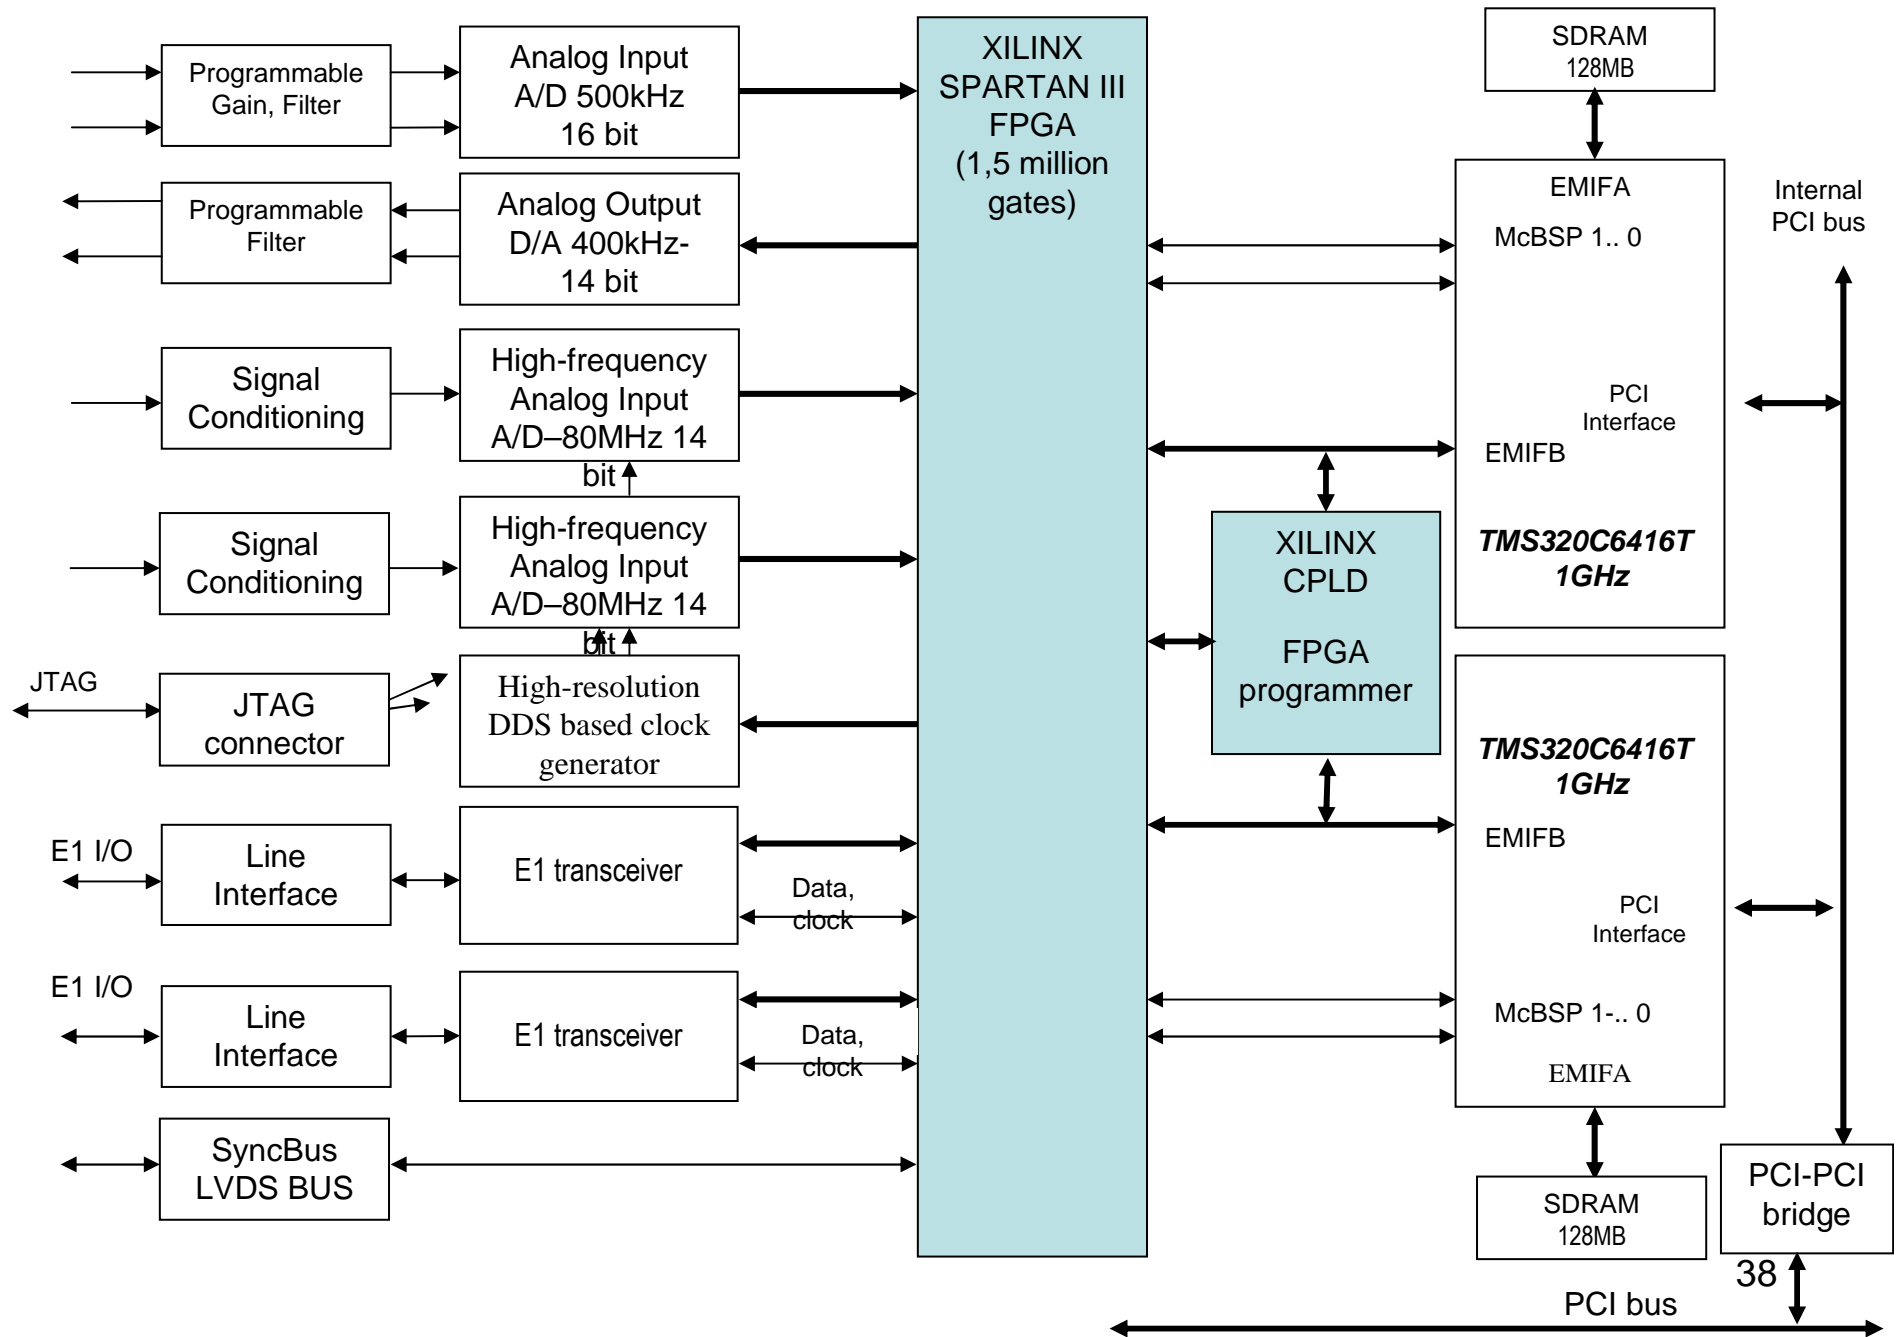 Programmable
Gain, Filter
Analog Input
A/D 500kHz
16 bit
XILINX
SPARTAN III
FPGA
(1,5 million
gates)
SDRAM
128MB
Programmable
Filter
Analog Output
D/A 400kHz-
14 bit
EMIFA
McBSP 1.. 0
Internal
PCI bus
Signal
Conditioning
High-frequency
Analog Input
A/D–80MHz 14
bit
PCI
Interface
EMIFB
TMS320C6416T
1GHz
Signal
Conditioning
High-frequency
Analog Input
A/D–80MHz 14
bit
XILINX
CPLD
FPGA
programmer
JTAG
JTAG
connector
High-resolution
DDS based clock
generator
TMS320C6416T
1GHz
EMIFB
PCI
Interface
McBSP 1-.. 0
EMIFA
E1 I/O
Line
Interface
E1 transceiver
Data,
clock
E1 I/O
Line
Interface
E1 transceiver
Data,
clock
SyncBus
LVDS BUS
SDRAM
128MB
PCI-PCI
bridge
38
PCI bus